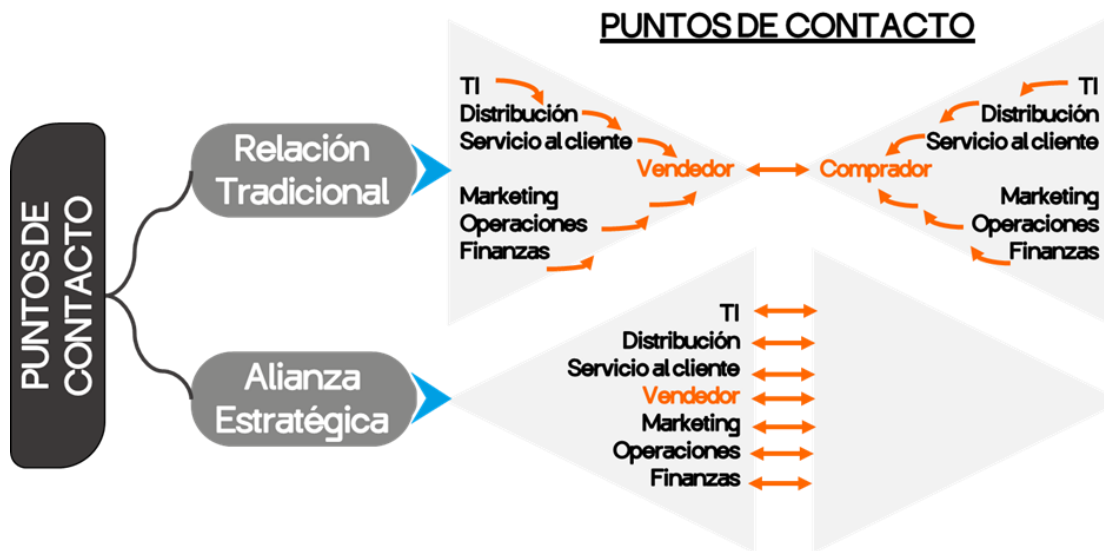 PUNTOS DE CONTACTO
PUNTOS DE
CONTACTO
Relación
Tradicional
TI
Distribución
Servicio al cliente
Vendedor
Marketing
Operaciones
Finanzas
TI
Distribución
Servicio al cliente
Comprador
Marketing
Operaciones
Finanzas
Alianza
Estratégica
TI
Distribución
Servicio al cliente
Vendedor
Marketing
Operaciones
Finanzas